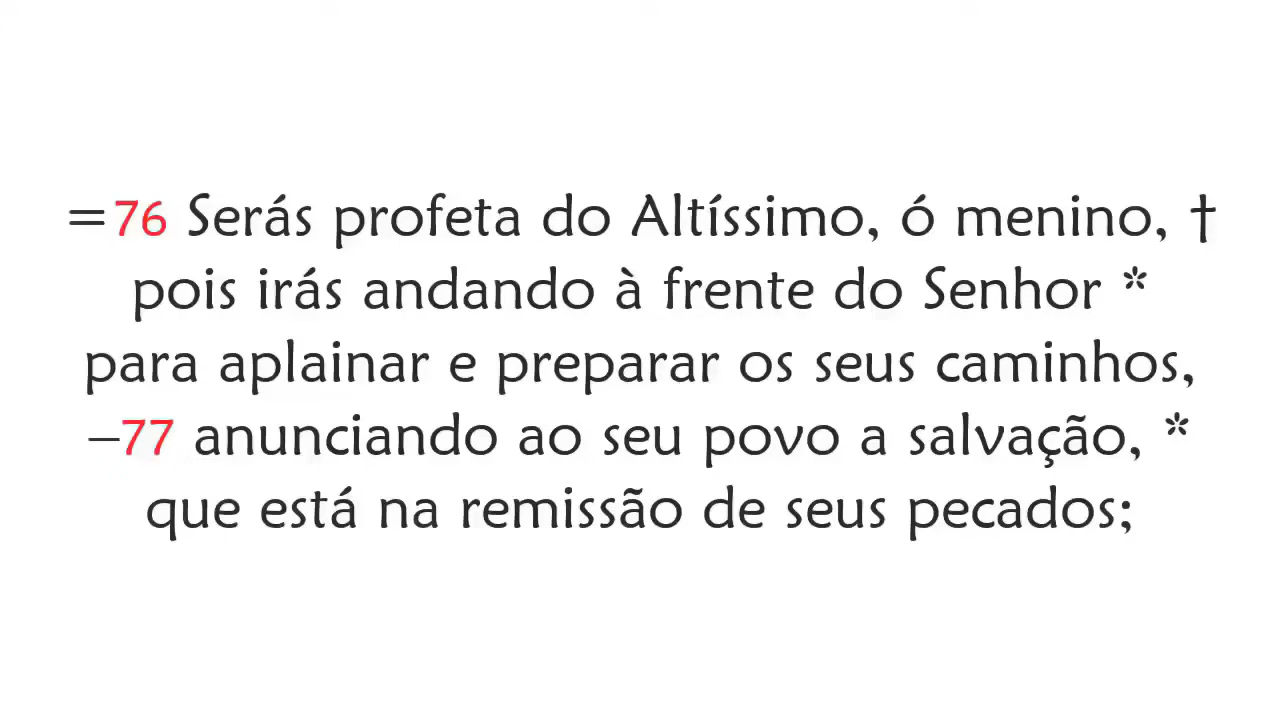 =76 Serás profeta do Altíssimo, ó menino, †
pois irás andando à frente do Senhor *
para aplainar e preparar os seus caminhos,
–77 anunciando ao seu povo a salvação, *
que está na remissão de seus pecados;